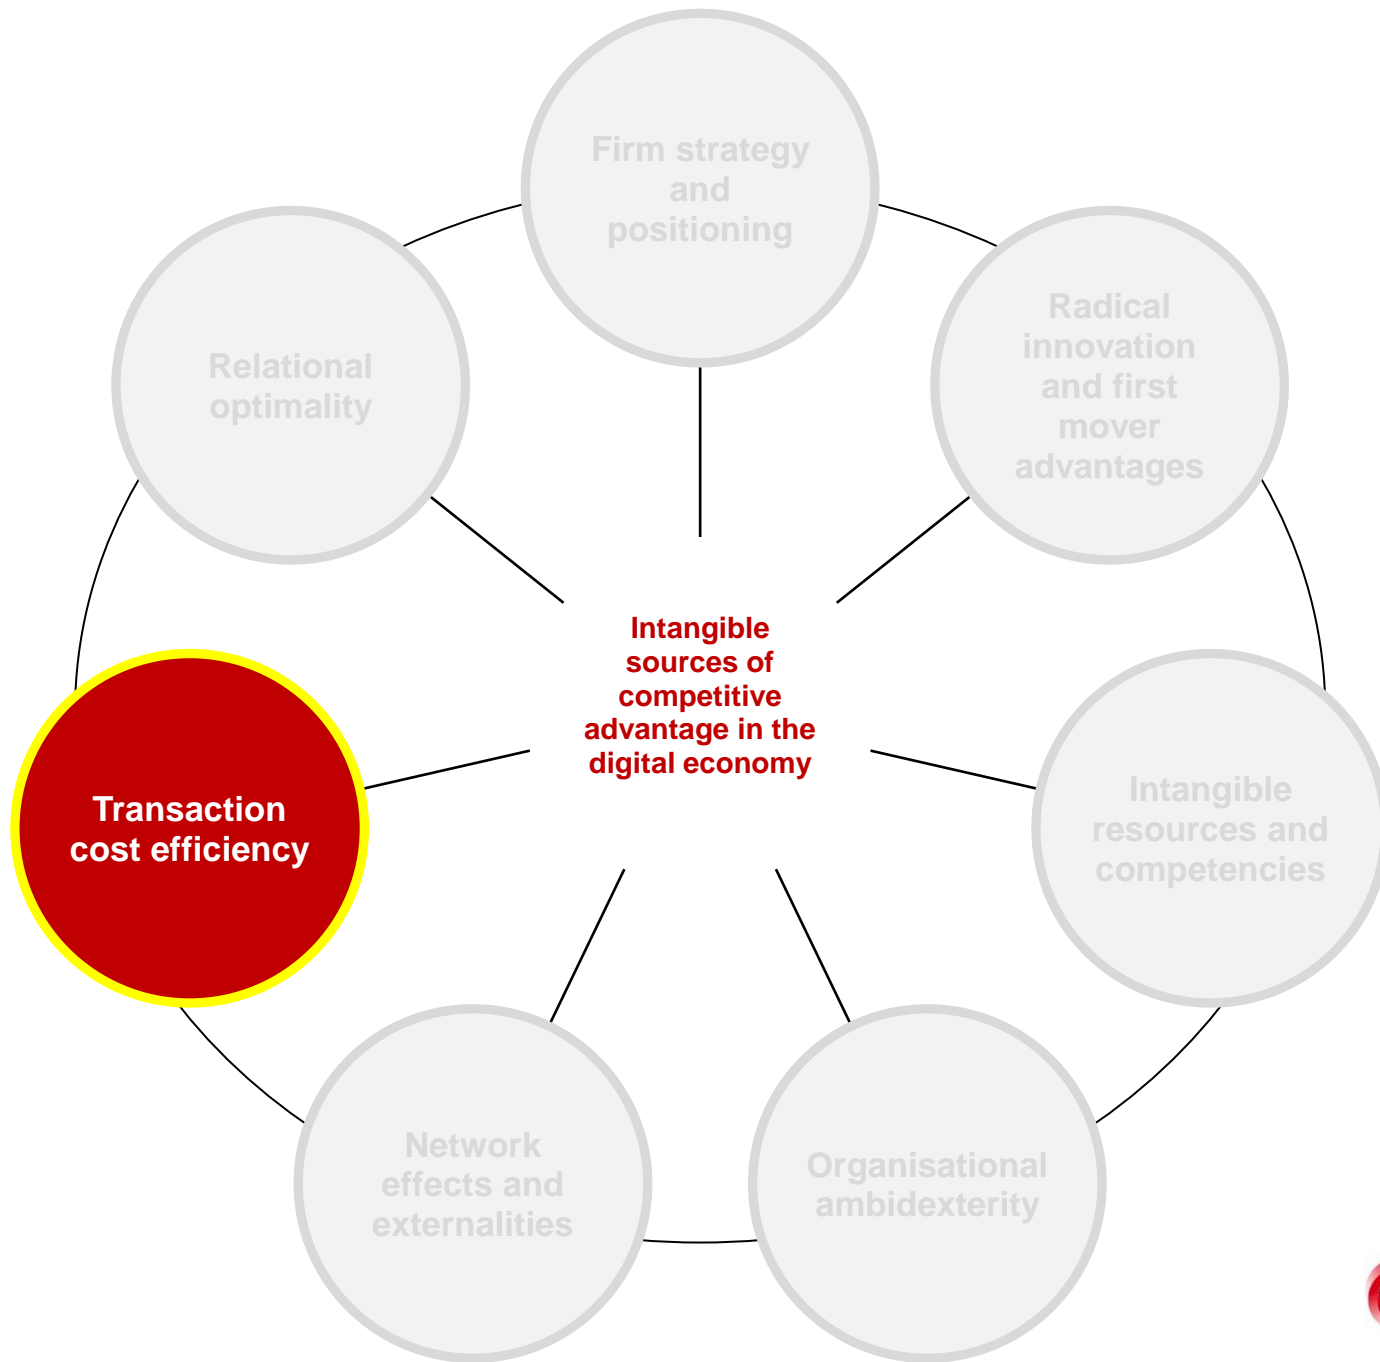 Firm strategy
and
positioning
Radical
innovation
and first
mover
advantages
Relational
optimality
Intangible
sources of
competitive
advantage in the
digital economy
Transaction
cost efficiency
Intangible
resources and
competencies
Network
effects and
externalities
Organisational
ambidexterity